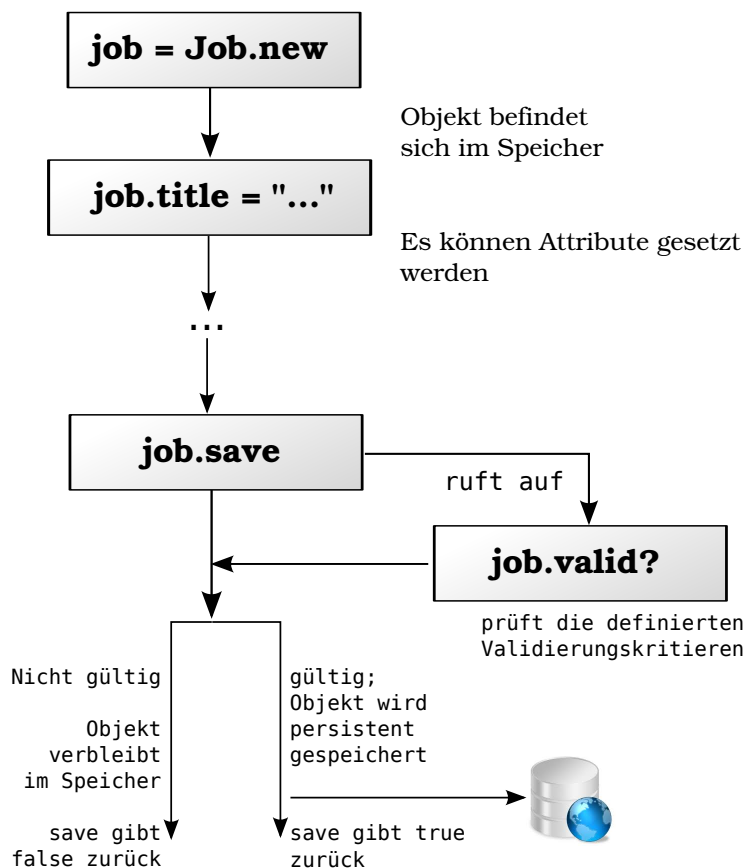 job = Job.new
Objekt befindet
sich im Speicher
job.title = "..."
Es können Attribute gesetzt
werden
...
job.save
ruft auf
job.valid?
prüft die definierten
Validierungskritieren
Nicht gültig
Objekt
verbleibt
im Speicher
save gibt
false zurück
gültig;
Objekt wird
persistent
gespeichert
save gibt true
zurück